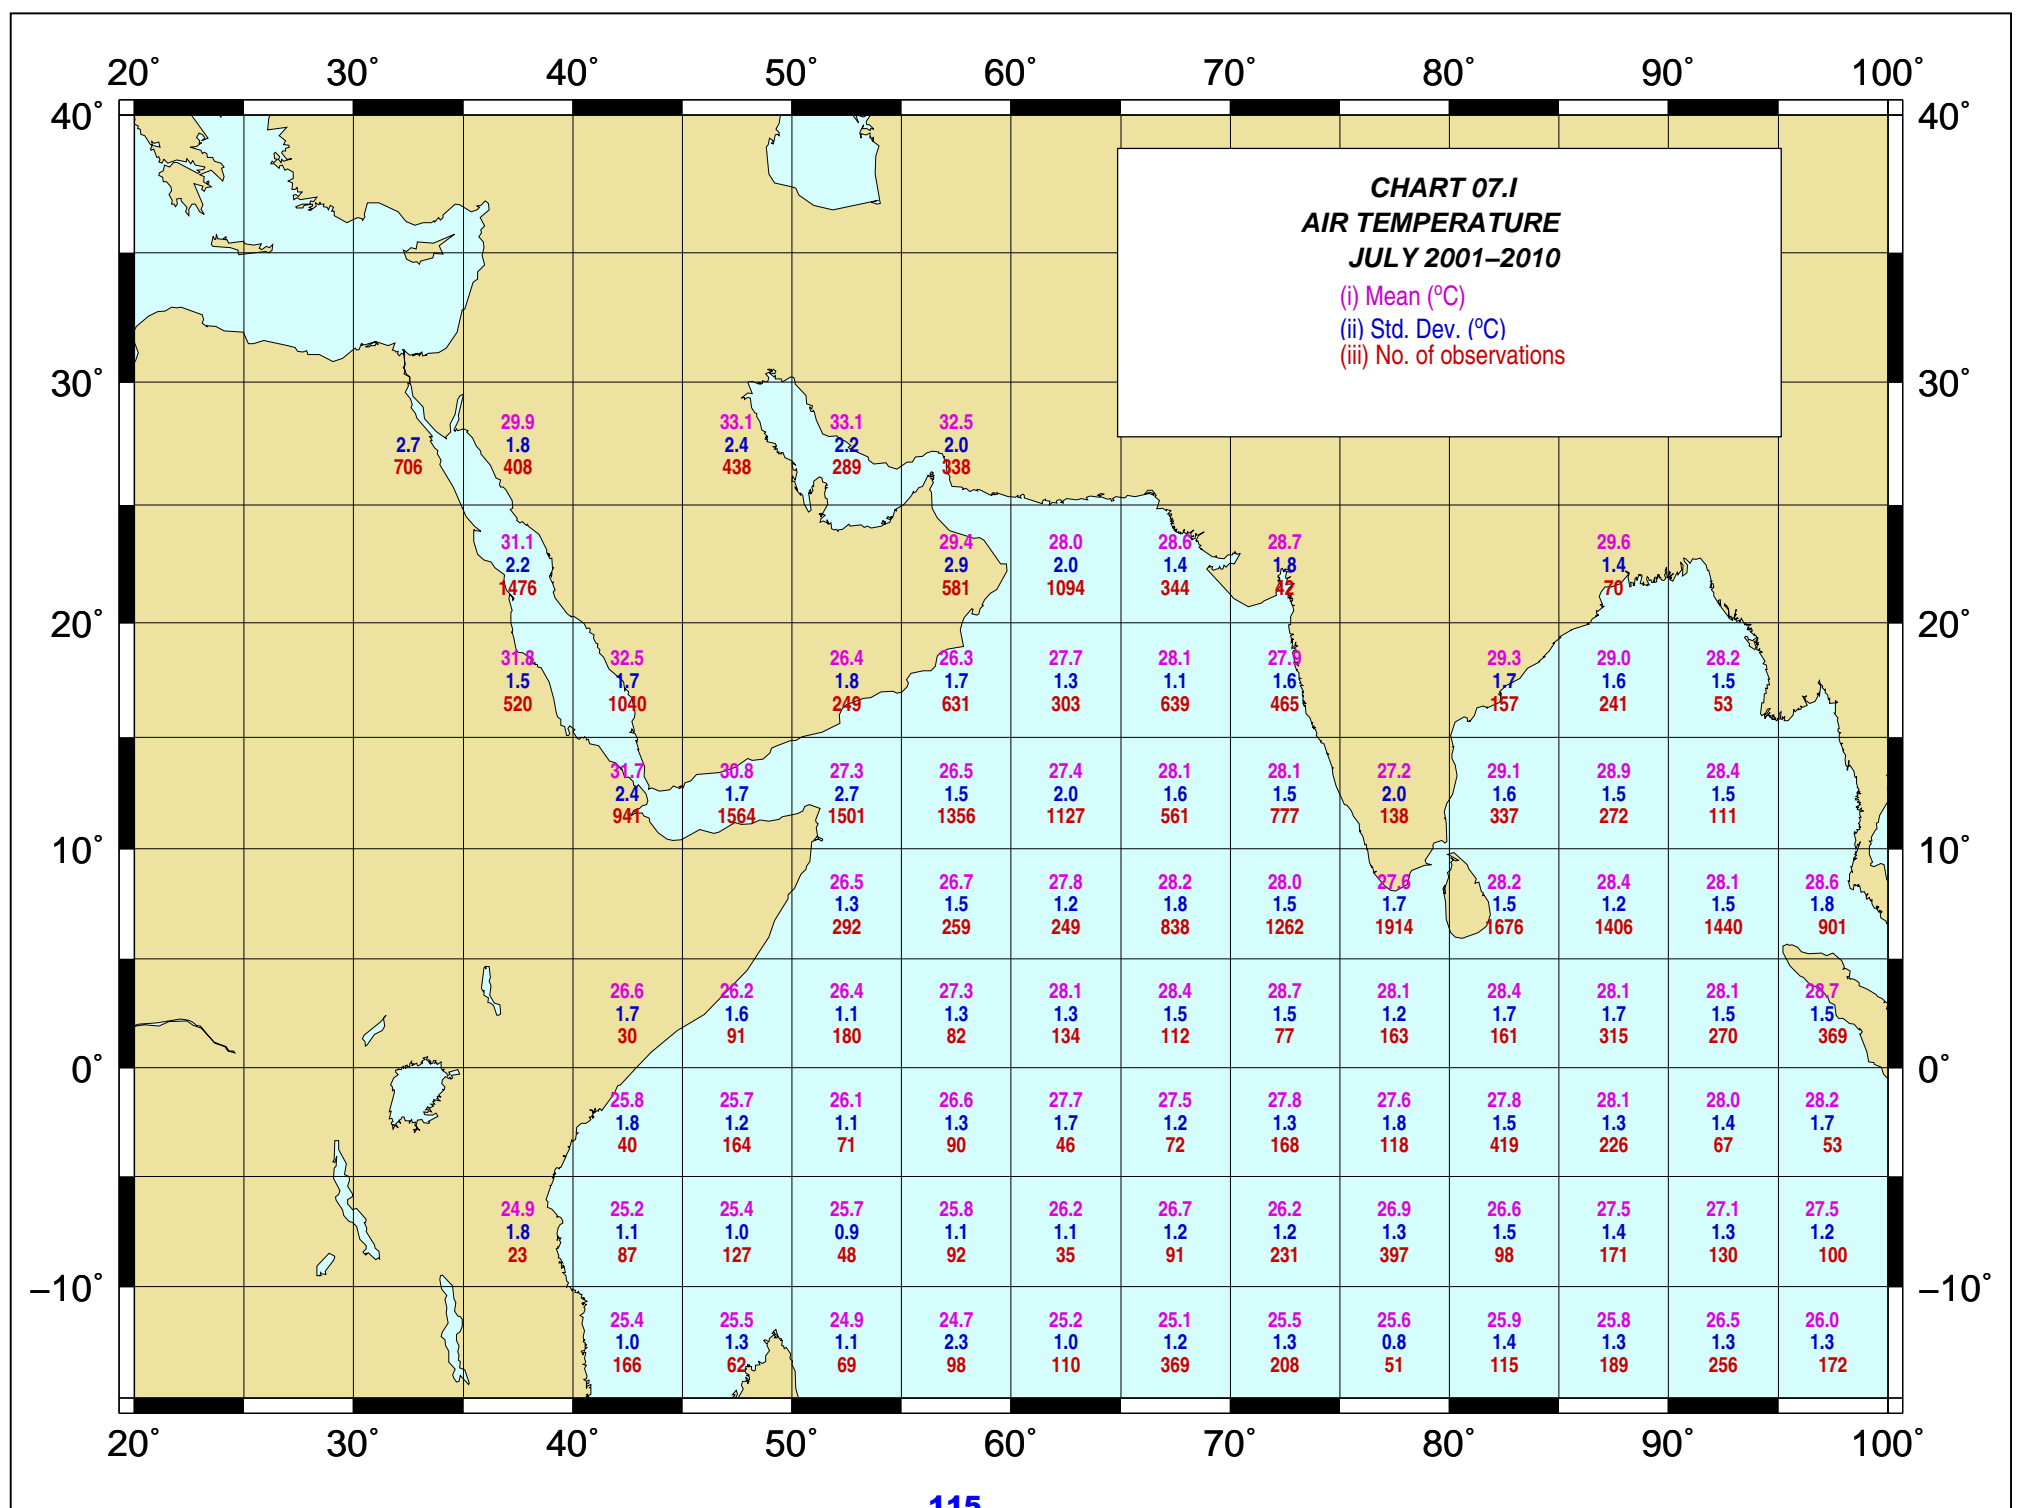 20° 30° 40° 50° 60° 70° 80° 90° 100°
40° 40°
CHART 07.I
AIR TEMPERATURE
JULY 2001–2010
(i) Mean (°C)
(ii) Std. Dev. (°C)
(iii) No. of observations
30° 30°
29.9 33.1 33.1 32.5
2.7 1.8 2.4 2.2 2.0
706 408 438 289 338
31.1 29.4 28.0 28.6 28.7 29.6
2.2 2.9 2.0 1.4 1.8 1.4
1476 581 1094 344 42 70
20° 20°
31.8 32.5 26.4 26.3 27.7 28.1 27.9 29.3 29.0 28.2
1.5 1.7 1.8 1.7 1.3 1.1 1.6 1.7 1.6 1.5
520 1040 249 631 303 639 465 157 241 53
31.7 30.8 27.3 26.5 27.4 28.1 28.1 27.2 29.1 28.9 28.4
2.4 1.7 2.7 1.5 2.0 1.6 1.5 2.0 1.6 1.5 1.5
941 1564 1501 1356 1127 561 777 138 337 272 111
10° 10°
26.5 26.7 27.8 28.2 28.0 27.6 28.2 28.4 28.1 28.6
1.3 1.5 1.2 1.8 1.5 1.7 1.5 1.2 1.5 1.8
292 259 249 838 1262 1914 1676 1406 1440 901
26.6 26.2 26.4 27.3 28.1 28.4 28.7 28.1 28.4 28.1 28.1 28.7
1.7 1.6 1.1 1.3 1.3 1.5 1.5 1.2 1.7 1.7 1.5 1.5
30 91 180 82 134 112 77 163 161 315 270 369
0° 0°
25.8 25.7 26.1 26.6 27.7 27.5 27.8 27.6 27.8 28.1 28.0 28.2
1.8 1.2 1.1 1.3 1.7 1.2 1.3 1.8 1.5 1.3 1.4 1.7
40 164 71 90 46 72 168 118 419 226 67 53
24.9 25.2 25.4 25.7 25.8 26.2 26.7 26.2 26.9 26.6 27.5 27.1 27.5
1.8 1.1 1.0 0.9 1.1 1.1 1.2 1.2 1.3 1.5 1.4 1.3 1.2
23 87 127 48 92 35 91 231 397 98 171 130 100
–10° –10°
25.4 25.5 24.9 24.7 25.2 25.1 25.5 25.6 25.9 25.8 26.5 26.0
1.0 1.3 1.1 2.3 1.0 1.2 1.3 0.8 1.4 1.3 1.3 1.3
166 62 69 98 110 369 208 51 115 189 256 172
20° 30° 40° 50° 60° 70° 80° 90° 100°
115